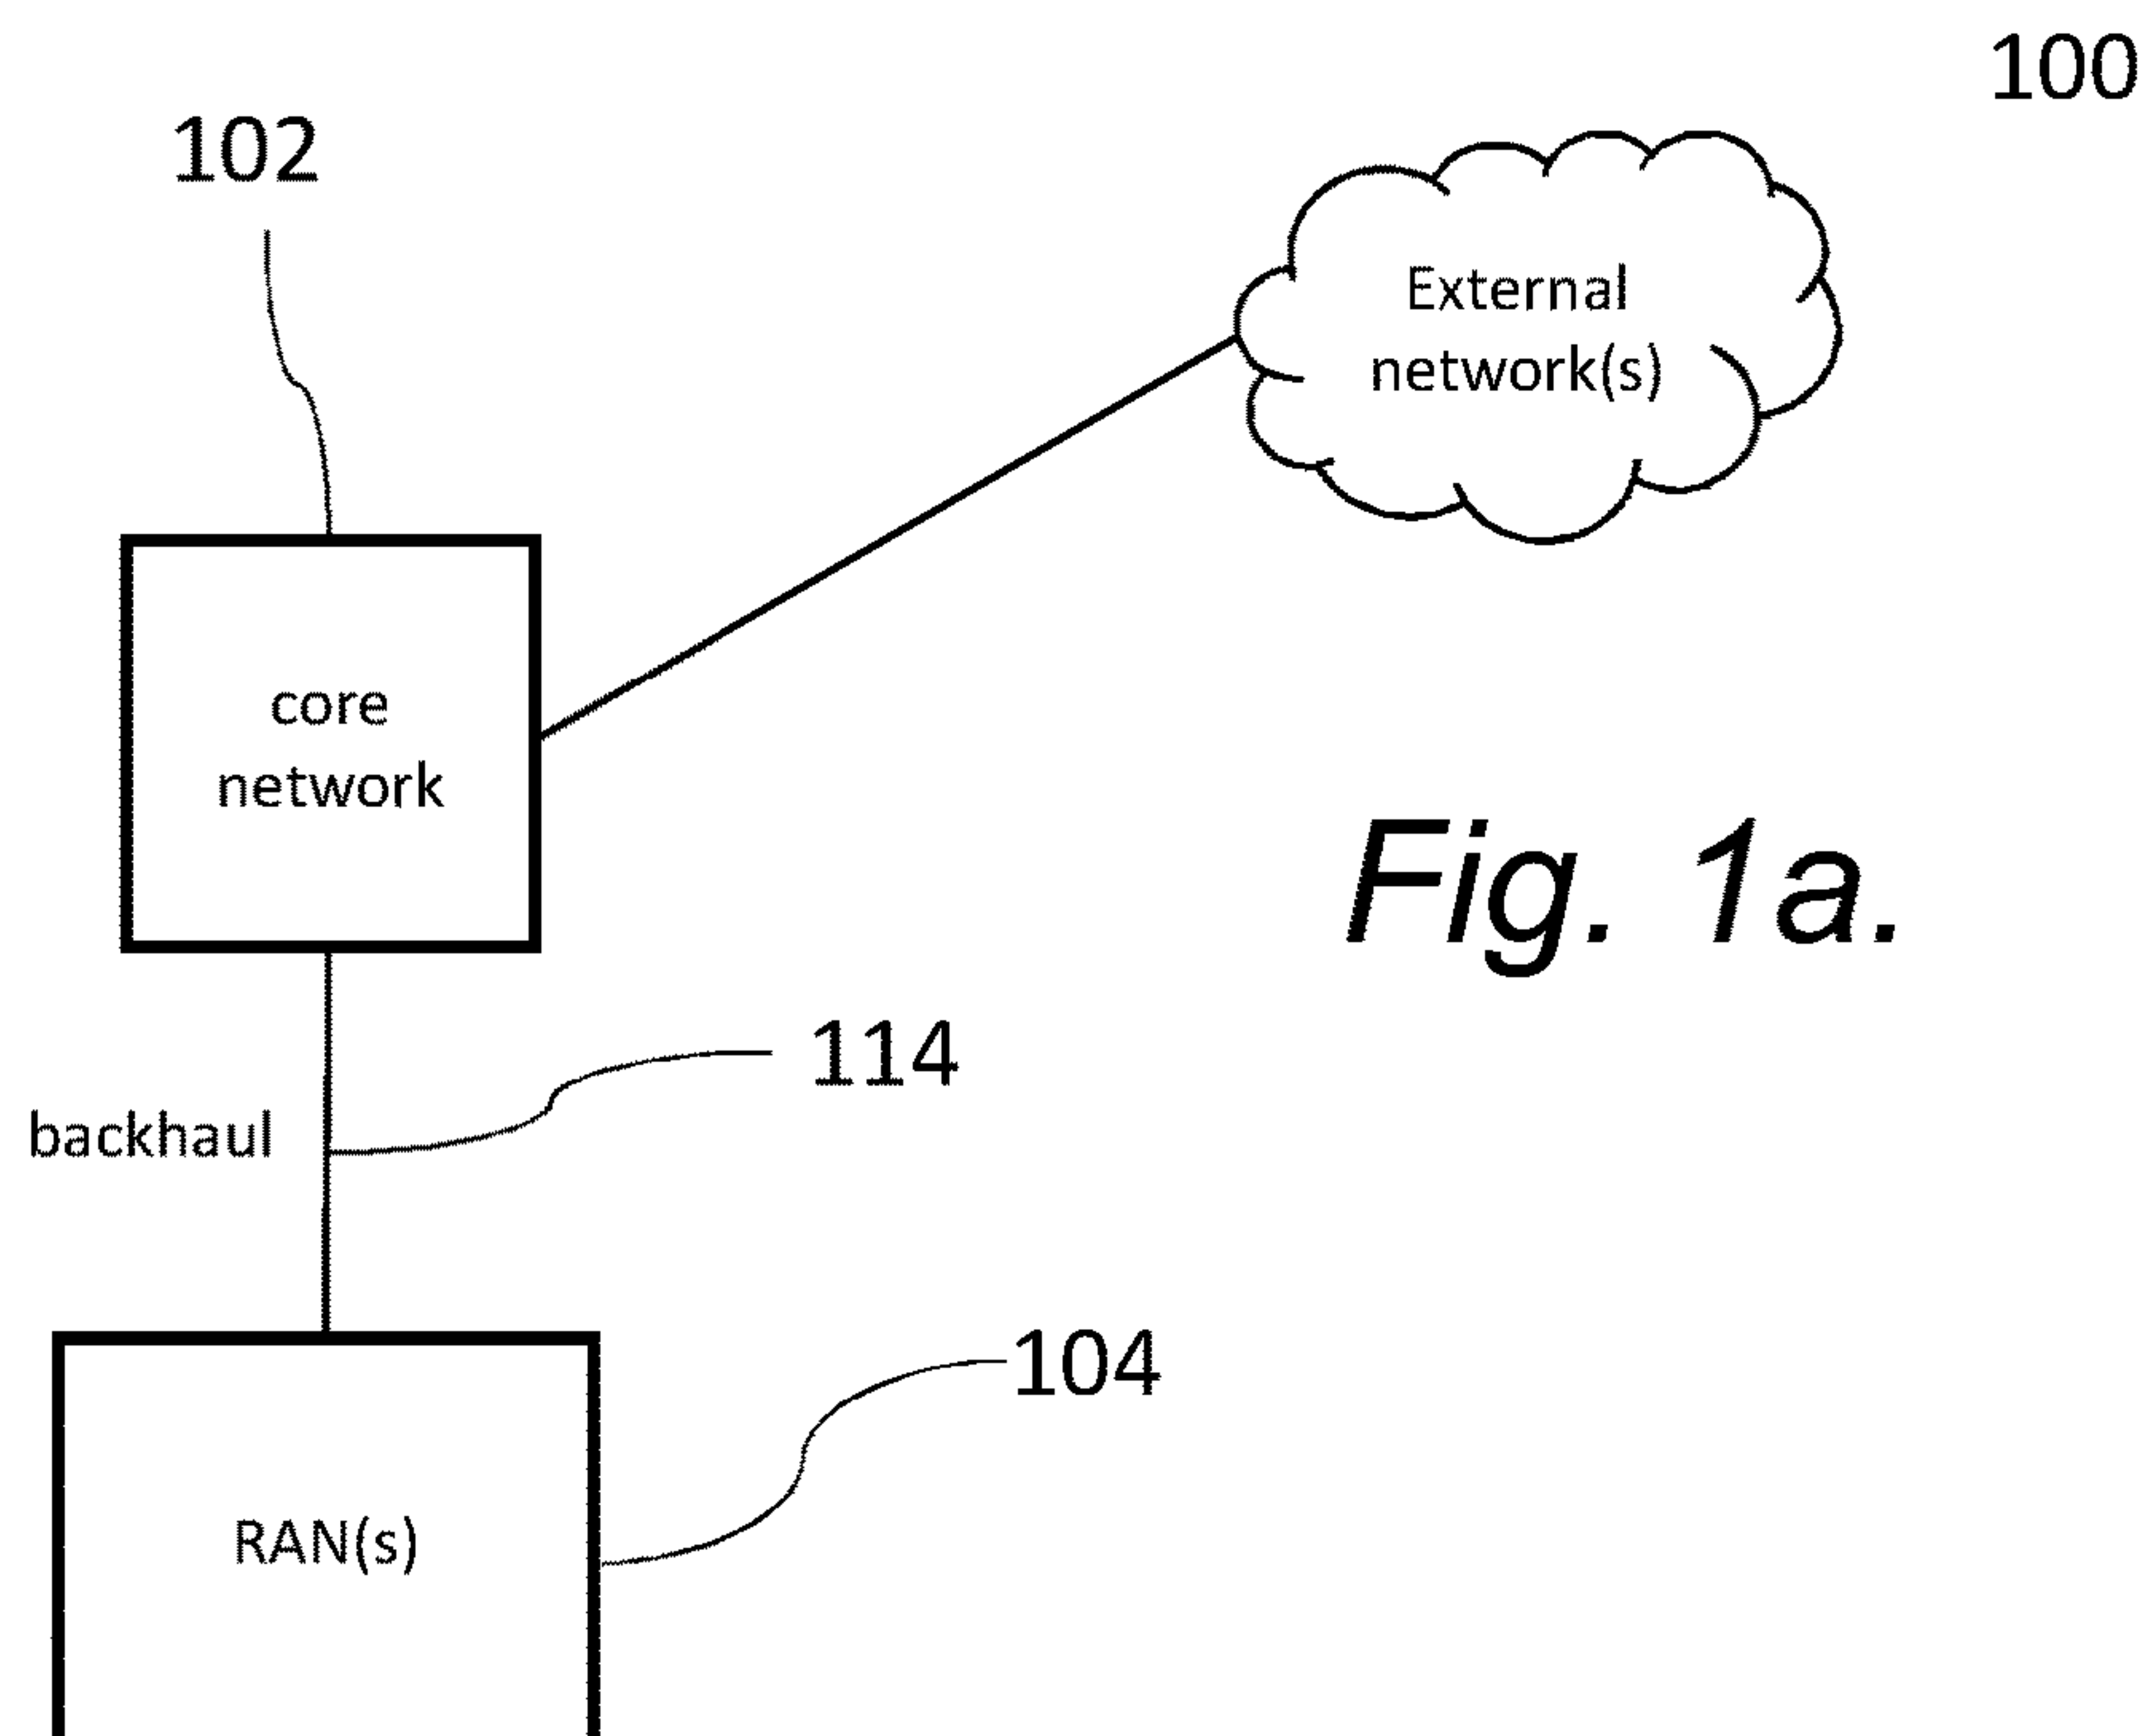 100
102
External
network(s)
core
network
Fig. 1a.
114
backhaul
104
RAN(s)